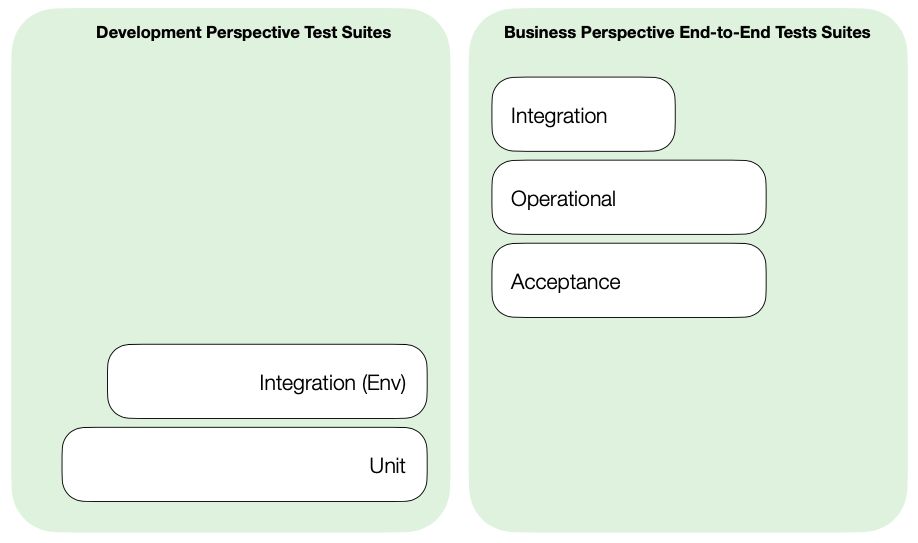 Development Perspective Test Suites
Integration (Env)
Unit
Business Perspective End-to-End Tests Suites
Integration
Operational
Acceptance